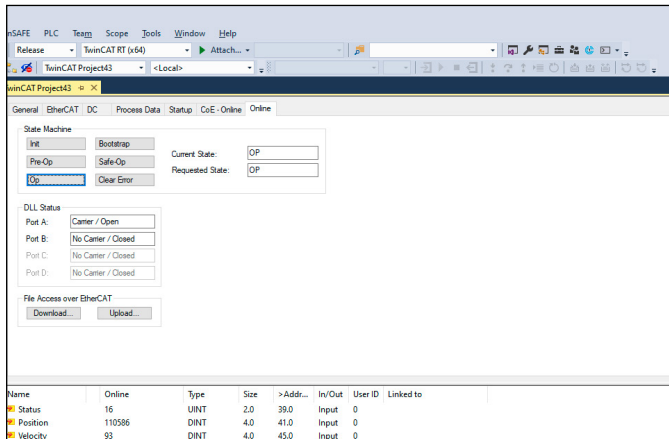 nSAFE PLC Team Scope Tools Window Help
Release TwinCAT RT (x64) Attach...
TwinCAT Project43 <Local>
winCAT Project43
General EtherCAT DC Process Data Startup CoE - Online Online
State Machine
Init Bootstrap
Current State: OP
Pre-Op Safe-Op
Requested State: OP
Op Clear Error
DLL Status
Port A: Carrier / Open
Port B: No Carrier / Closed
Port C: No Carrier / Closed
Port D: No Carrier / Closed
File Access over EtherCAT
Download... Upload...
Name Online Type Size >Addr... In/Out User ID Linked to
Status 16 UINT 2.0 39.0 Input 0
Position 110586 DINT 4.0 41.0 Input 0
Velocity 93 DINT 4.0 45.0 Input 0